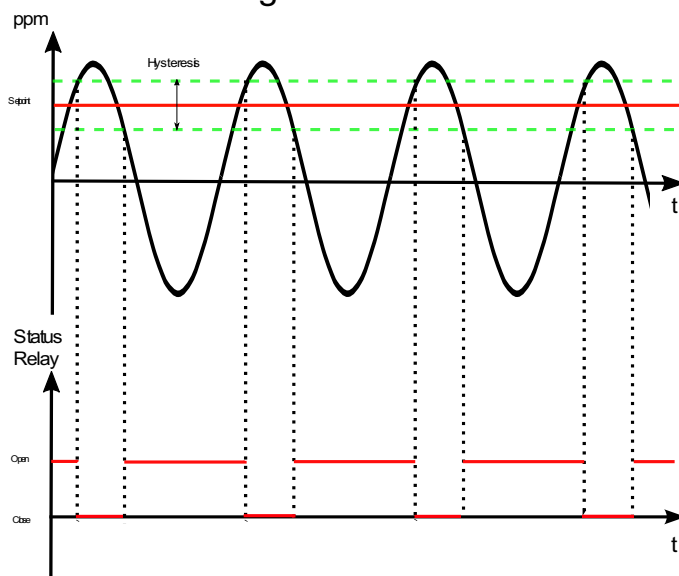 ppm
Hysteresis
Setpoint
t
Status
Relay
Open
Close
t